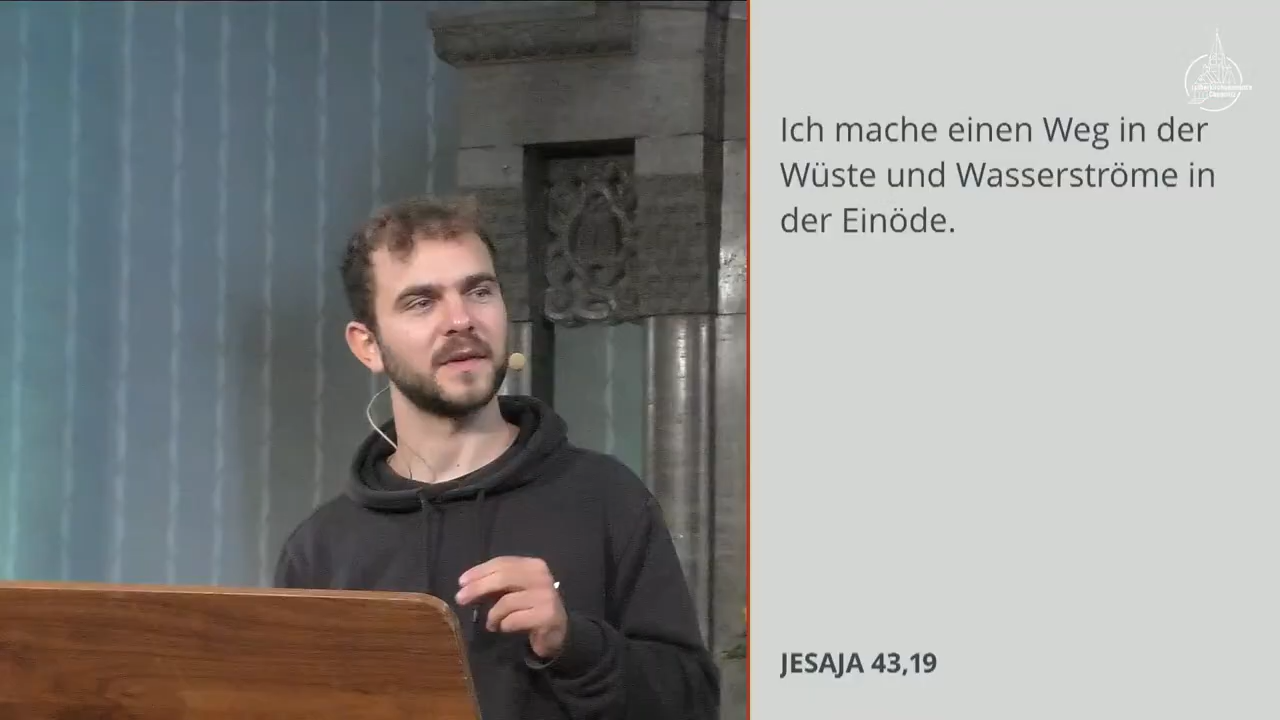 Ich mache einen Weg in der
Wüste und Wasserströme in
der Einöde.
JESAJA 43,19